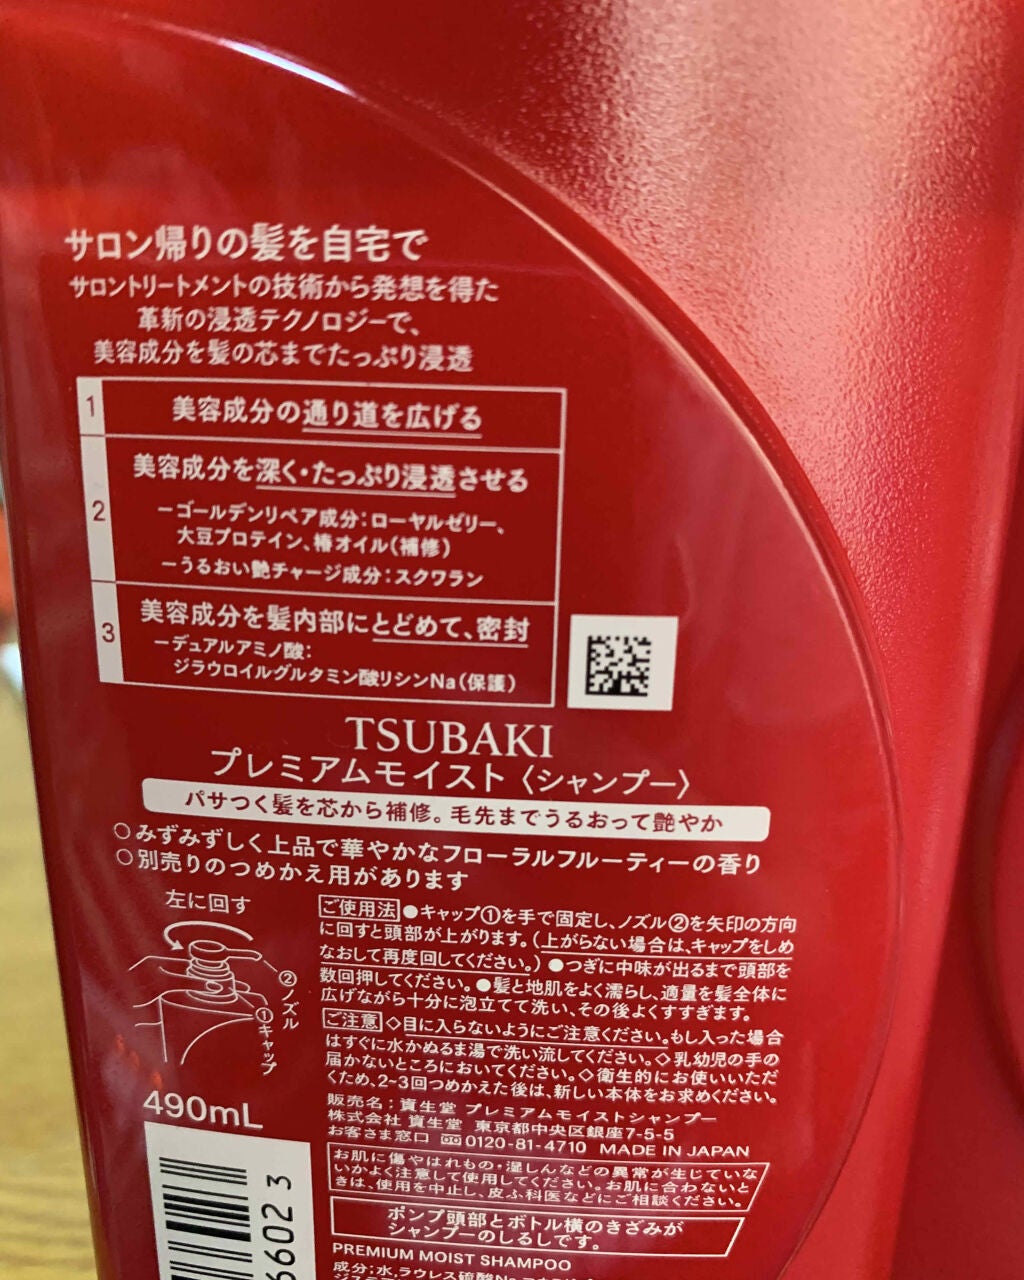 サロン帰りの髪を自宅で
サロントリートメントの技術から発想を得た
革新の浸透テクノロジーで、
美容成分を髪の芯までたっぷり浸透
1 美容成分の通り道を広げる
2 美容成分を深く・たっぷり浸透させる
ーゴールデンリペア成分:ローヤルゼリー、
大豆プロテイン、椿オイル(補修)
ーうるおい艶チャージ成分:スクワラン
3 美容成分を髪内部にとどめて、密封
ーデュアルアミノ酸:
ジラウロイルグルタミン酸リシンNa(保護)
TSUBAKI
プレミアムモイスト〈シャンプー〉
パサつく髪を芯から補修。毛先までうるおって艶やか
○みずみずしく上品で華やかなフローラルフルーティーの香り
○別売りのつめかえ用があります
左に回す
②ノズル
①キャップ
ご使用法 ●キャップ①を手で固定し、ノズル②を矢印の方向
に回すと頭部が上がります。(上がらない場合は、キャップをしめ
なおして再度回してください。)●つぎに中味が出るまで頭部を
数回押してください。●髪と地肌をよく濡らし、適量を髪全体に
広げながら十分に泡立てて洗い、その後よくすすぎます。
ご注意 ◇目に入らないようにご注意ください。もし入った場合
はすぐに水かぬるま湯で洗い流してください。◇乳幼児の手の
届かないところにおいてください。◇衛生的にお使いいただ
くため、2~3回つめかえた後は、新しい本体をお求めください。
販売名:資生堂 プレミアムモイストシャンプー
株式会社 資生堂 東京都中央区銀座7-5-5
お客さま窓口 0120-81-4710 MADE IN JAPAN
490mL
お肌に傷やはれもの・湿しんなどの異常が生じていな
いかよく注意して使用してください。お肌に合わないと
きは、使用を中止し、皮ふ科医などにご相談ください。
ポンプ頭部とボトル横のきざみが
シャンプーのしるしです。
PREMIUM MOIST SHAMPOO
成分:水,ラウレス硫酸Na
6602 3